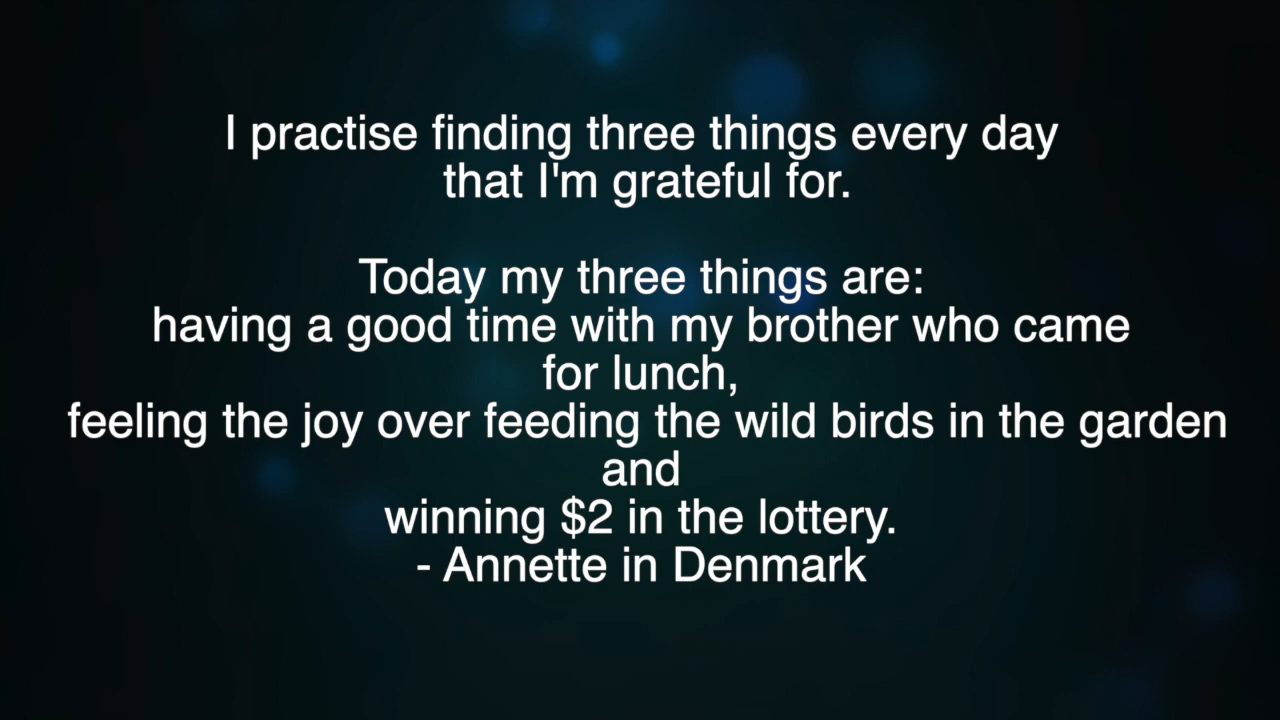 I practise finding three things every day
that I'm grateful for.
Today my three things are:
having a good time with my brother who came
for lunch,
feeling the joy over feeding the wild birds in the garden
and
winning $2 in the lottery.
- Annette in Denmark